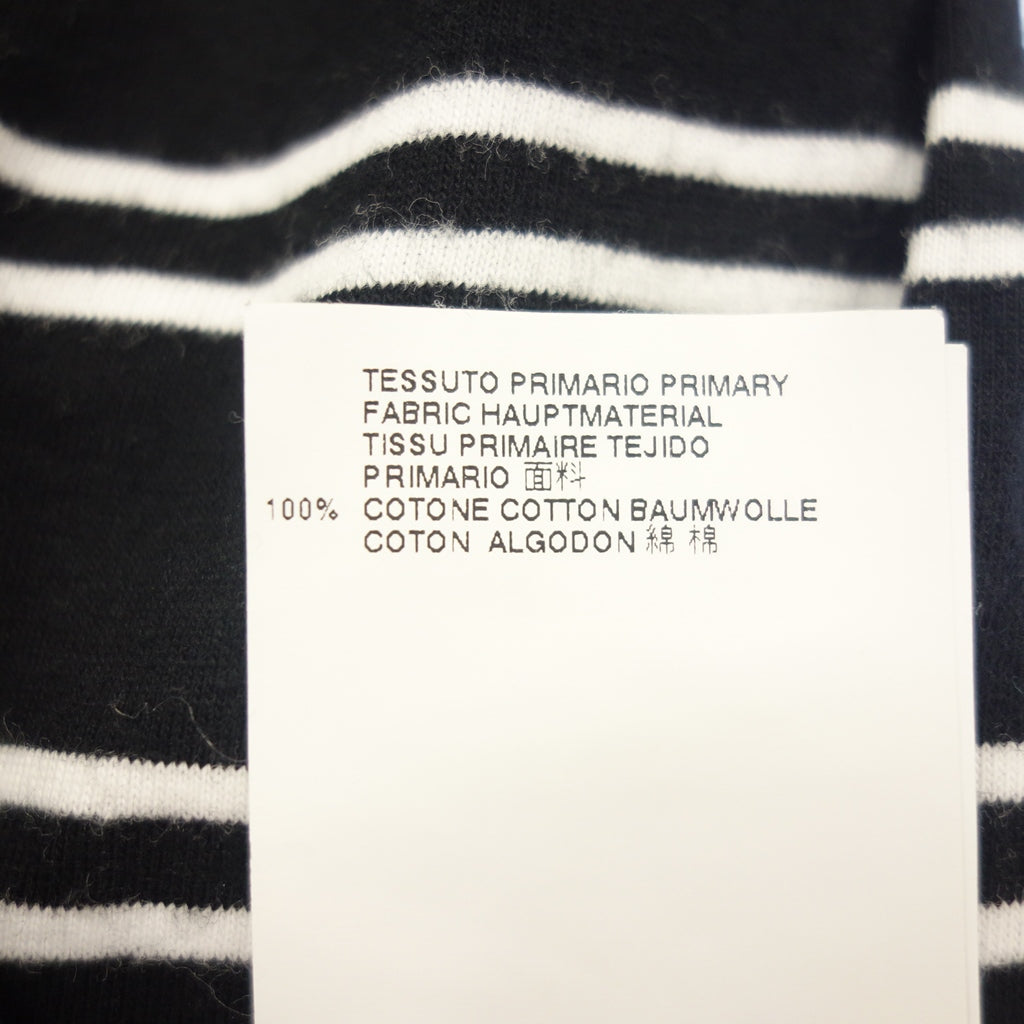 TESSUTO PRIMARIO PRIMARY
FABRIC HAUPTMATERIAL
TISSU PRIMAIRE TEJIDO
PRIMARIO 面料
100% COTONE COTTON BAUMWOLLE
COTON ALGODON 綿 棉